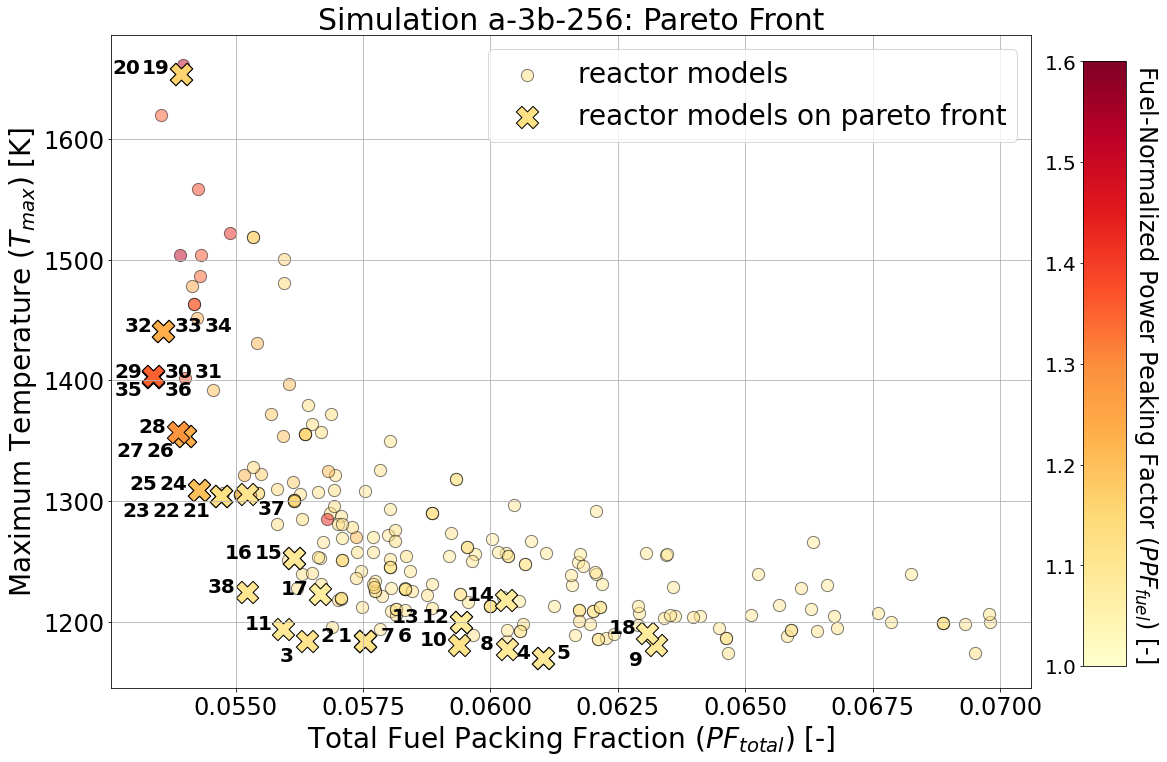 Simulation a-3b-256: Pareto Front
reactor models
reactor models on pareto front
Maximum Temperature (T_max) [K]
1600
1500
1400
1300
1200
20 19
32 33 34
29 30 31
35 36
28
27 26
25 24
23 22 21
37
16 15
38 17
14
13 12
11
2 1 7 6
18
10 8
3 4 5 9
0.0550 0.0575 0.0600 0.0625 0.0650 0.0675 0.0700
Total Fuel Packing Fraction (PF_total) [-]
1.6
1.5
1.4
1.3
1.2
1.1
1.0
Fuel-Normalized Power Peaking Factor (PPF_fuel) [-]